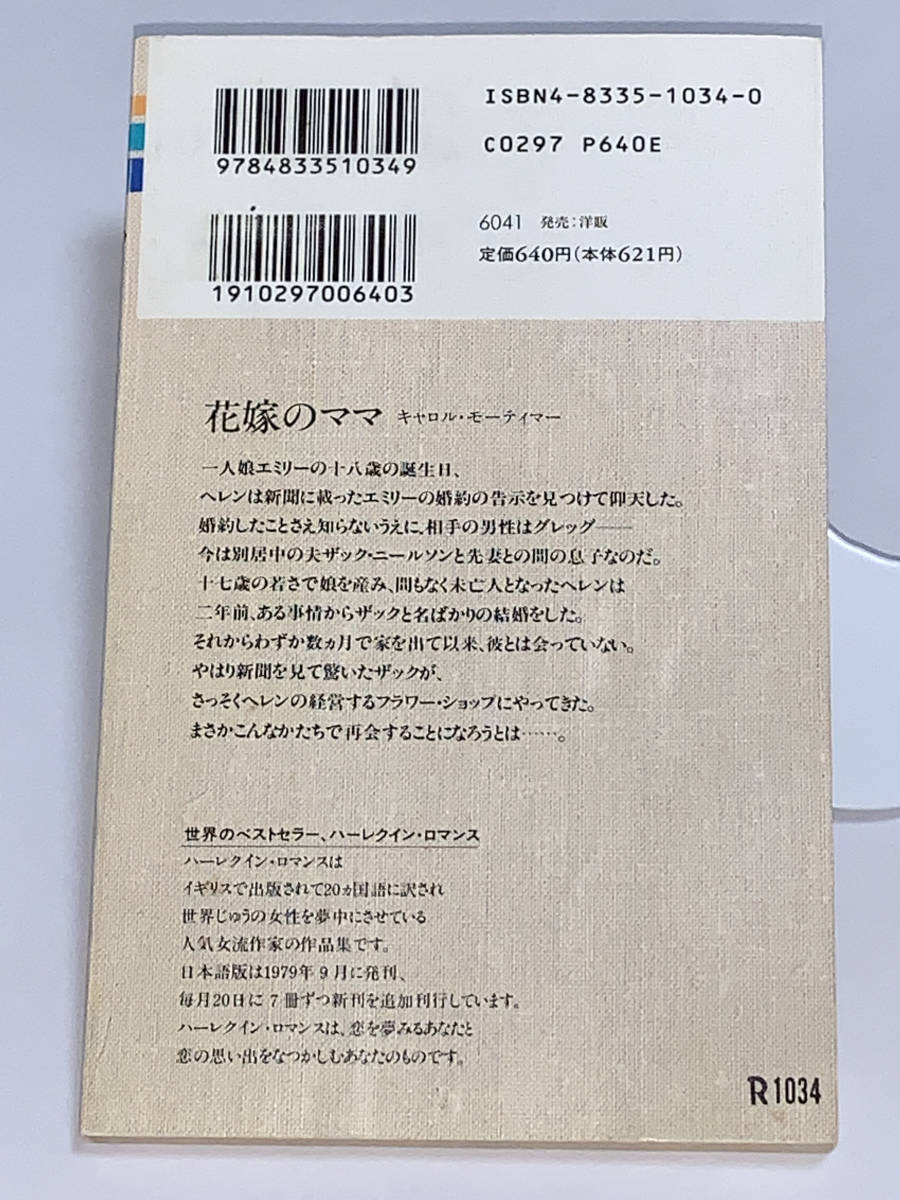 ISBN4-8335-1034-0
C0297 P640E
9784833510349
6041 発売:洋販
定価640円(本体621円)
1910297006403
花嫁のママ キャロル・モーティマー
一人娘エミリーの十八歳の誕生日、
ヘレンは新聞に載ったエミリーの婚約の告示を見つけて仰天した。
婚約したことさえ知らないうえに、相手の男性はグレッグ――
今は別居中の夫ザック・ニールソンと先妻との間の息子なのだ。
十七歳の若さで娘を産み、間もなく未亡人となったヘレンは
二年前、ある事情からザックと名ばかりの結婚をした。
それからわずか数ヵ月で家を出て以来、彼とは会っていない。
やはり新聞を見て驚いたザックが、
さっそくヘレンの経営するフラワー・ショップにやってきた。
まさかこんなかたちで再会することになろうとは……。
世界のベストセラー、ハーレクイン・ロマンス
ハーレクイン・ロマンスは
イギリスで出版されて20ヵ国語に訳され
世界じゅうの女性を夢中にさせている
人気女流作家の作品集です。
日本語版は1979年9月に発刊、
毎月20日に7冊ずつ新刊を追加刊行しています。
ハーレクイン・ロマンスは、恋を夢みるあなたと
恋の思い出をなつかしむあなたのものです。
R1034